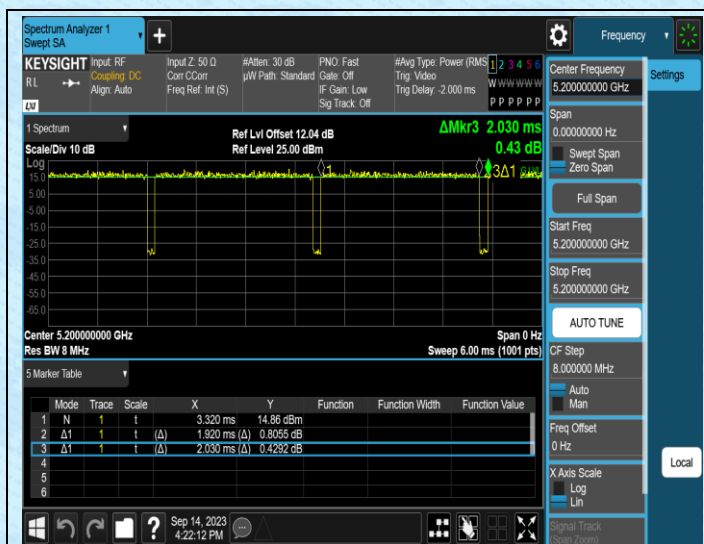 Spectrum Analyzer 1
Swept SA
Frequency
KEYSIGHT
RL
LXI
Input: RF
Coupling: DC
Align: Auto
Input Z: 50 Ω
Corr CCorr
Freq Ref: Int (S)
#Atten: 30 dB
µW Path: Standard
PNO: Fast
Gate: Off
IF Gain: Low
Sig Track: Off
#Avg Type: Power (RMS
Trig: Video
Trig Delay: -2.000 ms
1 2 3 4 5 6
W W W W W W
P P P P P P
1 Spectrum
Scale/Div 10 dB
Ref Lvl Offset 12.04 dB
Ref Level 25.00 dBm
ΔMkr3 2.030 ms
0.43 dB
Log
15.0
5.00
-5.00
-15.0
-25.0
-35.0
-45.0
-55.0
-65.0
1
3Δ1
Center 5.200000000 GHz
Res BW 8 MHz
Span 0 Hz
Sweep 6.00 ms (1001 pts)
5 Marker Table
Mode Trace Scale X Y Function Function Width Function Value
1 N 1 t 3.320 ms 14.86 dBm
2 Δ1 1 t (Δ) 1.920 ms (Δ) 0.8055 dB
3 Δ1 1 t (Δ) 2.030 ms (Δ) 0.4292 dB
4
5
6
Sep 14, 2023
4:22:12 PM
Center Frequency
5.200000000 GHz
Span
0.00000000 Hz
Swept Span
Zero Span
Full Span
Start Freq
5.200000000 GHz
Stop Freq
5.200000000 GHz
AUTO TUNE
CF Step
8.000000 MHz
Auto
Man
Freq Offset
0 Hz
X Axis Scale
Log
Lin
Signal Track
(Span Zoom)
Settings
Local